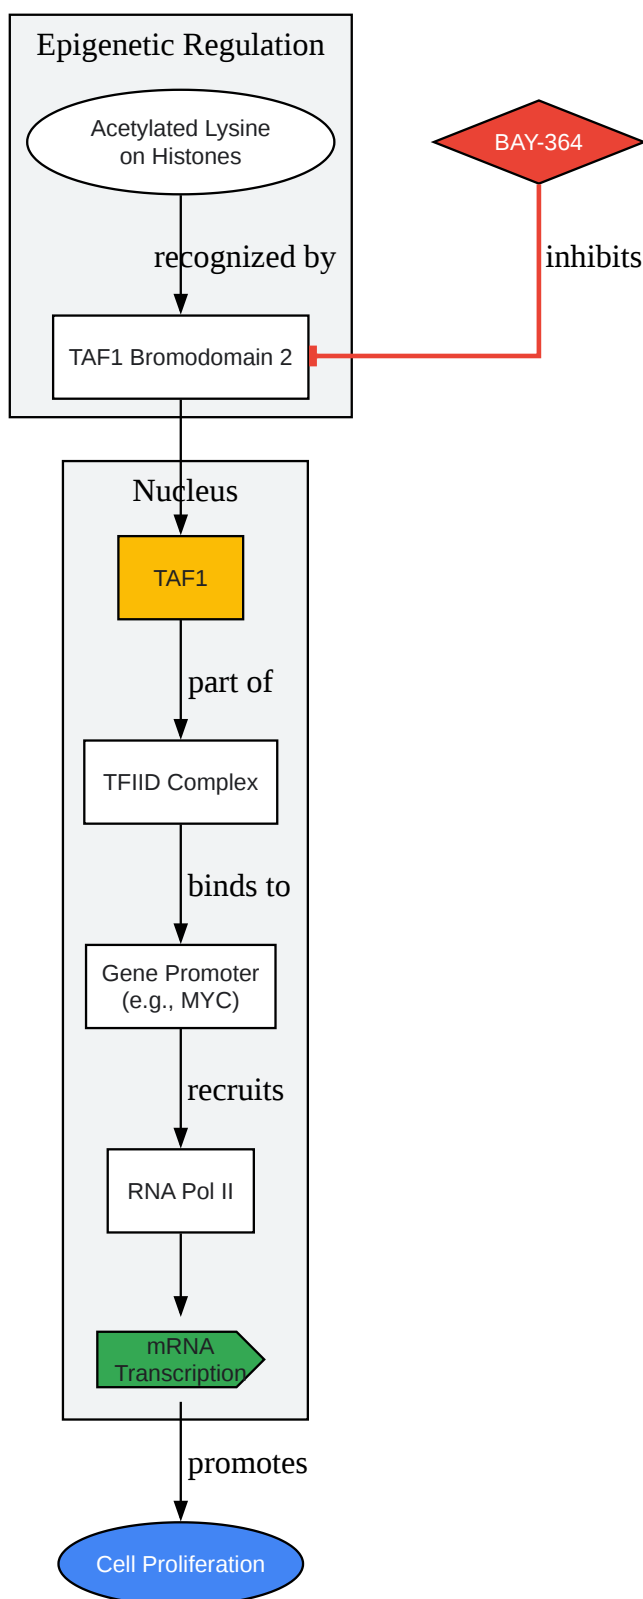 Epigenetic Regulation
Acetylated Lysine
on Histones
BAY-364
recognized by
inhibits
TAF1 Bromodomain 2
Nucleus
TAF1
part of
TFIID Complex
binds to
Gene Promoter
(e.g., MYC)
recruits
RNA Pol II
mRNA
Transcription
promotes
Cell Proliferation